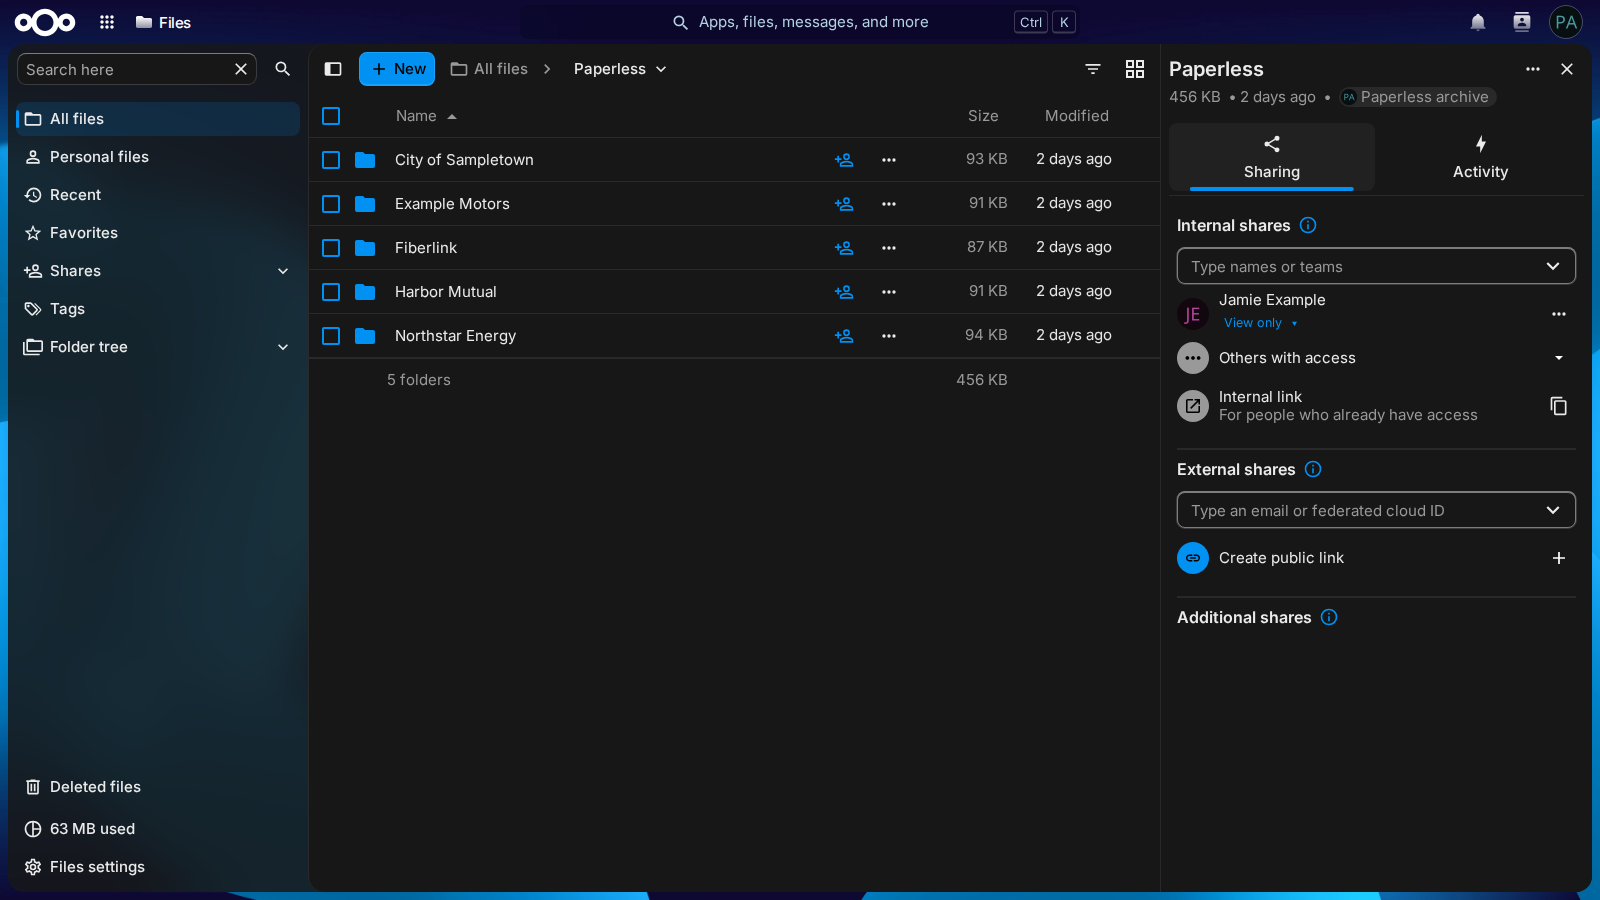 Files
Apps, files, messages, and more
Ctrl K
PA
Search here
All files
Personal files
Recent
Favorites
Shares
Tags
Folder tree
Deleted files
63 MB used
Files settings
New
All files
Paperless
Name
Size
Modified
City of Sampletown
93 KB
2 days ago
Example Motors
91 KB
2 days ago
Fiberlink
87 KB
2 days ago
Harbor Mutual
91 KB
2 days ago
Northstar Energy
94 KB
2 days ago
5 folders
456 KB
Paperless
456 KB • 2 days ago • PA Paperless archive
Sharing
Activity
Internal shares
Type names or teams
JE
Jamie Example
View only
Others with access
Internal link
For people who already have access
External shares
Type an email or federated cloud ID
Create public link
Additional shares